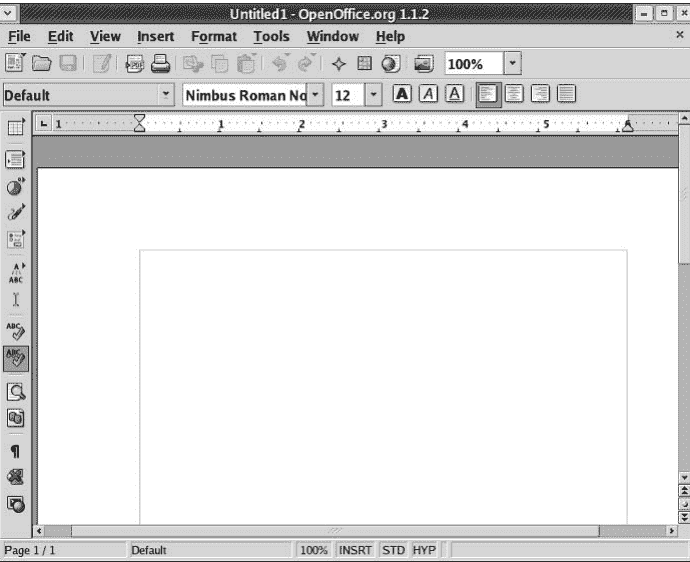 Untitled1 - OpenOffice.org 1.1.2
File Edit View Insert Format Tools Window Help
100%
Default Nimbus Roman No 12 A A A
1 1 2 3 4 5 6
A
ABC
ABC
ABC
¶
Page 1 / 1 Default 100% INSRT STD HYP